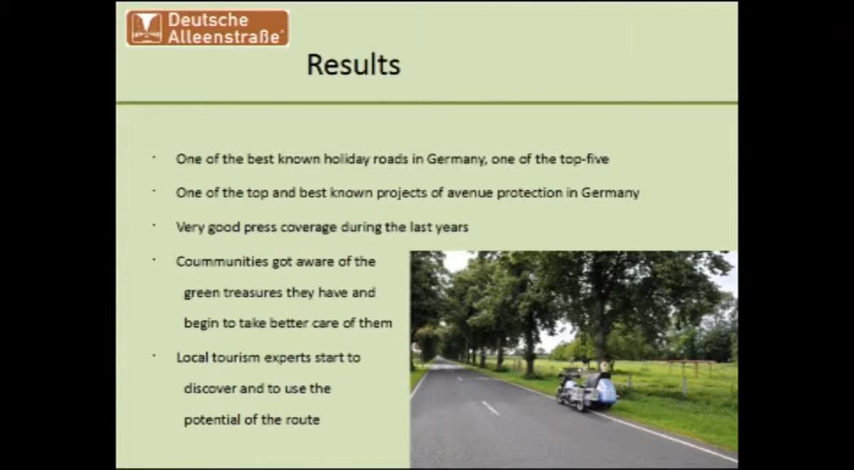 Deutsche
Alleenstraße®
Results
· One of the best known holiday roads in Germany, one of the top-five
· One of the top and best known projects of avenue protection in Germany
· Very good press coverage during the last years
· Coummunities got aware of the
green treasures they have and
begin to take better care of them
· Local tourism experts start to
discover and to use the
potential of the route